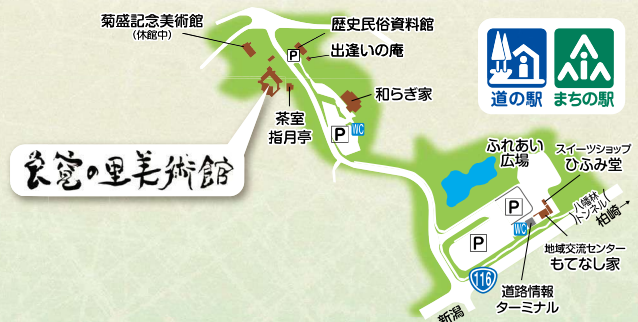 菊盛記念美術館
(休館中)
歴史民俗資料館
出逢いの庵
P
和らぎ家
茶室
指月亭
P
WC
良寛の里美術館
道の駅
まちの駅
ふれあい
広場
スイーツショップ
ひふみ堂
八幡林
トンネル
柏崎
P
P
WC
地域交流センター
もてなし家
116
道路情報
ターミナル
新潟